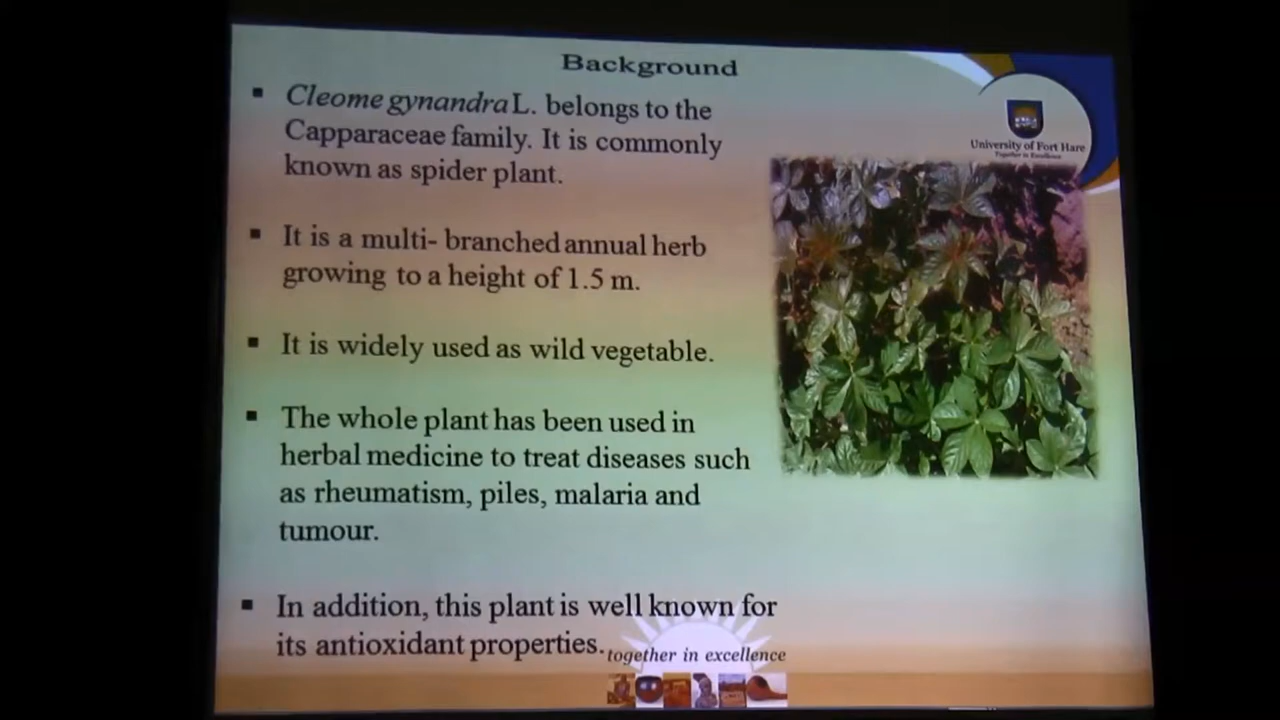 Background
▪ Cleome gynandra L. belongs to the
Capparaceae family. It is commonly
known as spider plant.
▪ It is a multi- branched annual herb
growing to a height of 1.5 m.
▪ It is widely used as wild vegetable.
▪ The whole plant has been used in
herbal medicine to treat diseases such
as rheumatism, piles, malaria and
tumour.
▪ In addition, this plant is well known for
its antioxidant properties.
University of Fort Hare
Together in Excellence
together in excellence